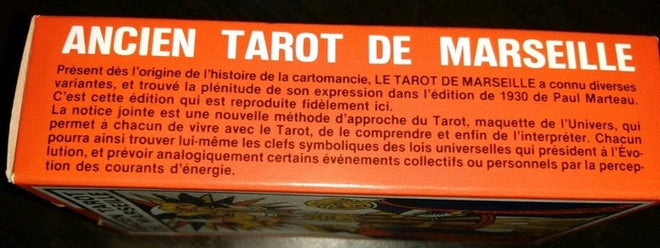 ANCIEN TAROT DE MARSEILLE
Présent dès l'origine de l'histoire de la cartomancie, LE TAROT DE MARSEILLE a connu diverses
variantes, et trouvé la plénitude de son expression dans l'édition de 1930 de Paul Marteau.
C'est cette édition qui est reproduite fidèlement ici.
La notice jointe est une nouvelle méthode d'approche du Tarot, maquette de l'Univers, qui
permet à chacun de vivre avec le Tarot, de le comprendre et enfin de l'interpréter. Chacun
pourra ainsi trouver lui-même les clefs symboliques des lois universelles qui président à l'Évo-
lution, et prévoir analogiquement certains événements collectifs ou personnels par la percep-
tion des courants d'énergie.